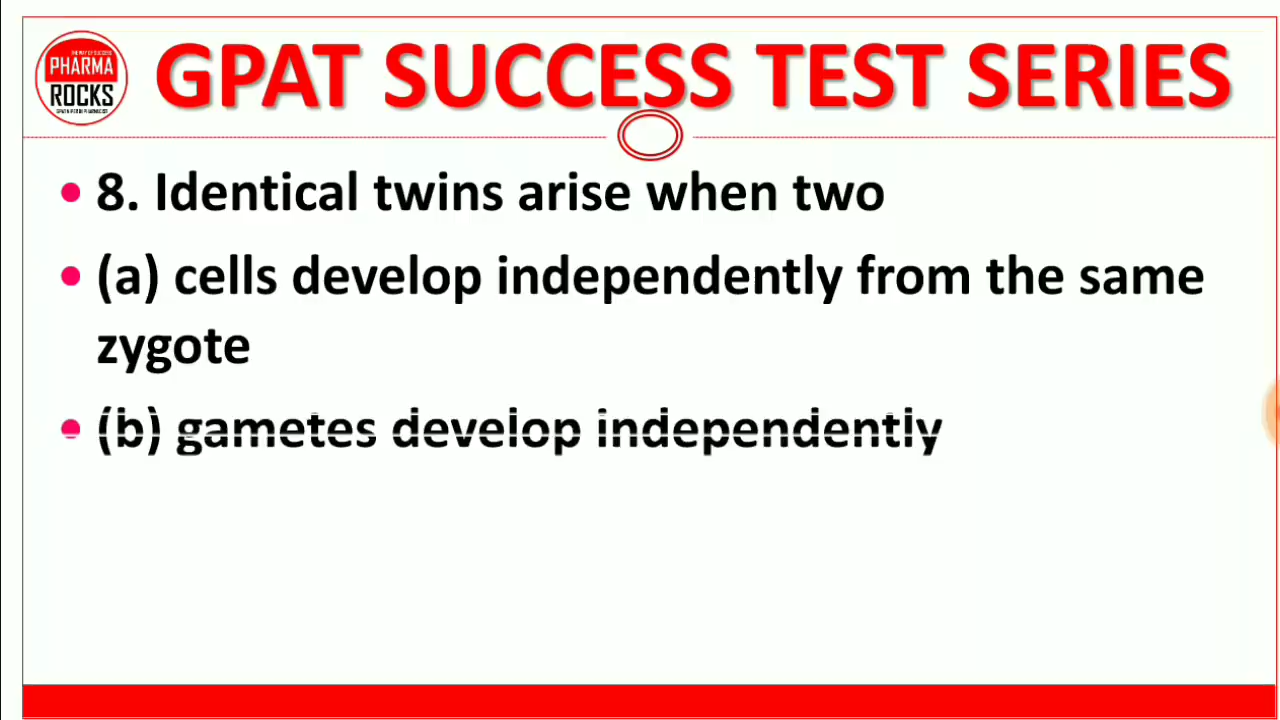 PHARMA
ROCKS
GPAT SUCCESS TEST SERIES
• 8. Identical twins arise when two
• (a) cells develop independently from the same
zygote
• (b) gametes develop independently